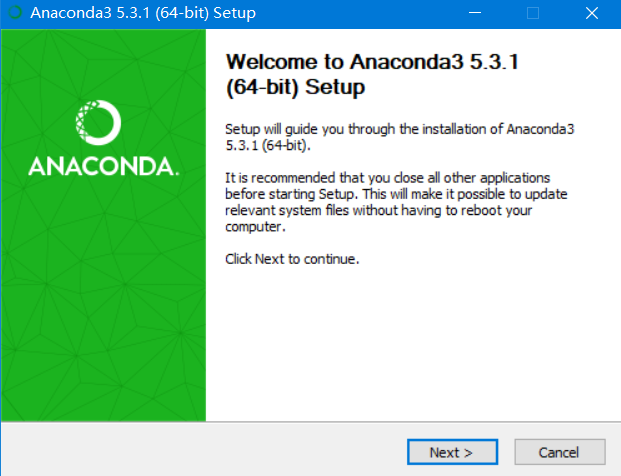 Anaconda3 5.3.1 (64-bit) Setup
ANACONDA.
Welcome to Anaconda3 5.3.1
(64-bit) Setup
Setup will guide you through the installation of Anaconda3
5.3.1 (64-bit).
It is recommended that you close all other applications
before starting Setup. This will make it possible to update
relevant system files without having to reboot your
computer.
Click Next to continue.
Next >
Cancel